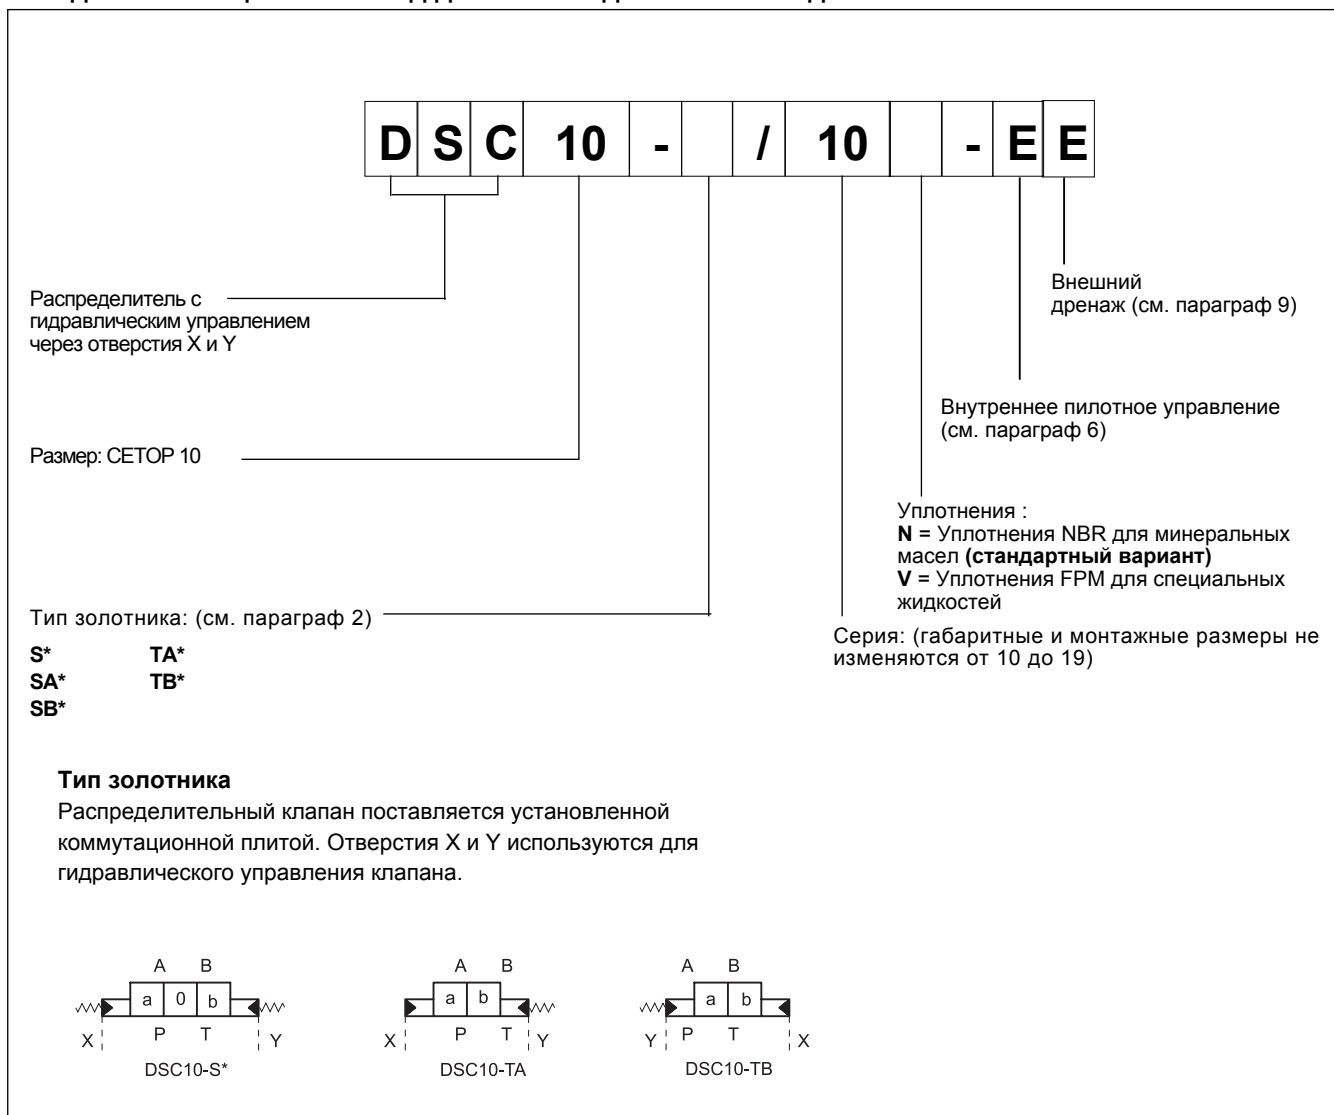 DSC 10 - / 10 - E E
Внешний
дренаж (см. параграф 9)
Распределитель с
гидравлическим управлением
через отверстия X и Y
Внутреннее пилотное управление
(см. параграф 6)
Размер: CETOP 10
Уплотнения :
N = Уплотнения NBR для минеральных
масел (стандартный вариант)
V = Уплотнения FPM для специальных
жидкостей
Тип золотника: (см. параграф 2)
S* TA*
SA* TB*
SB*
Серия: (габаритные и монтажные размеры не
изменяются от 10 до 19)
Тип золотника
Распределительный клапан поставляется установленной
коммутационной плитой. Отверстия X и Y используются для
гидравлического управления клапана.
A B
a 0 b
X P T Y
DSC10-S*
A B
a b
X P T Y
DSC10-TA
A B
a b
Y P T X
DSC10-TB